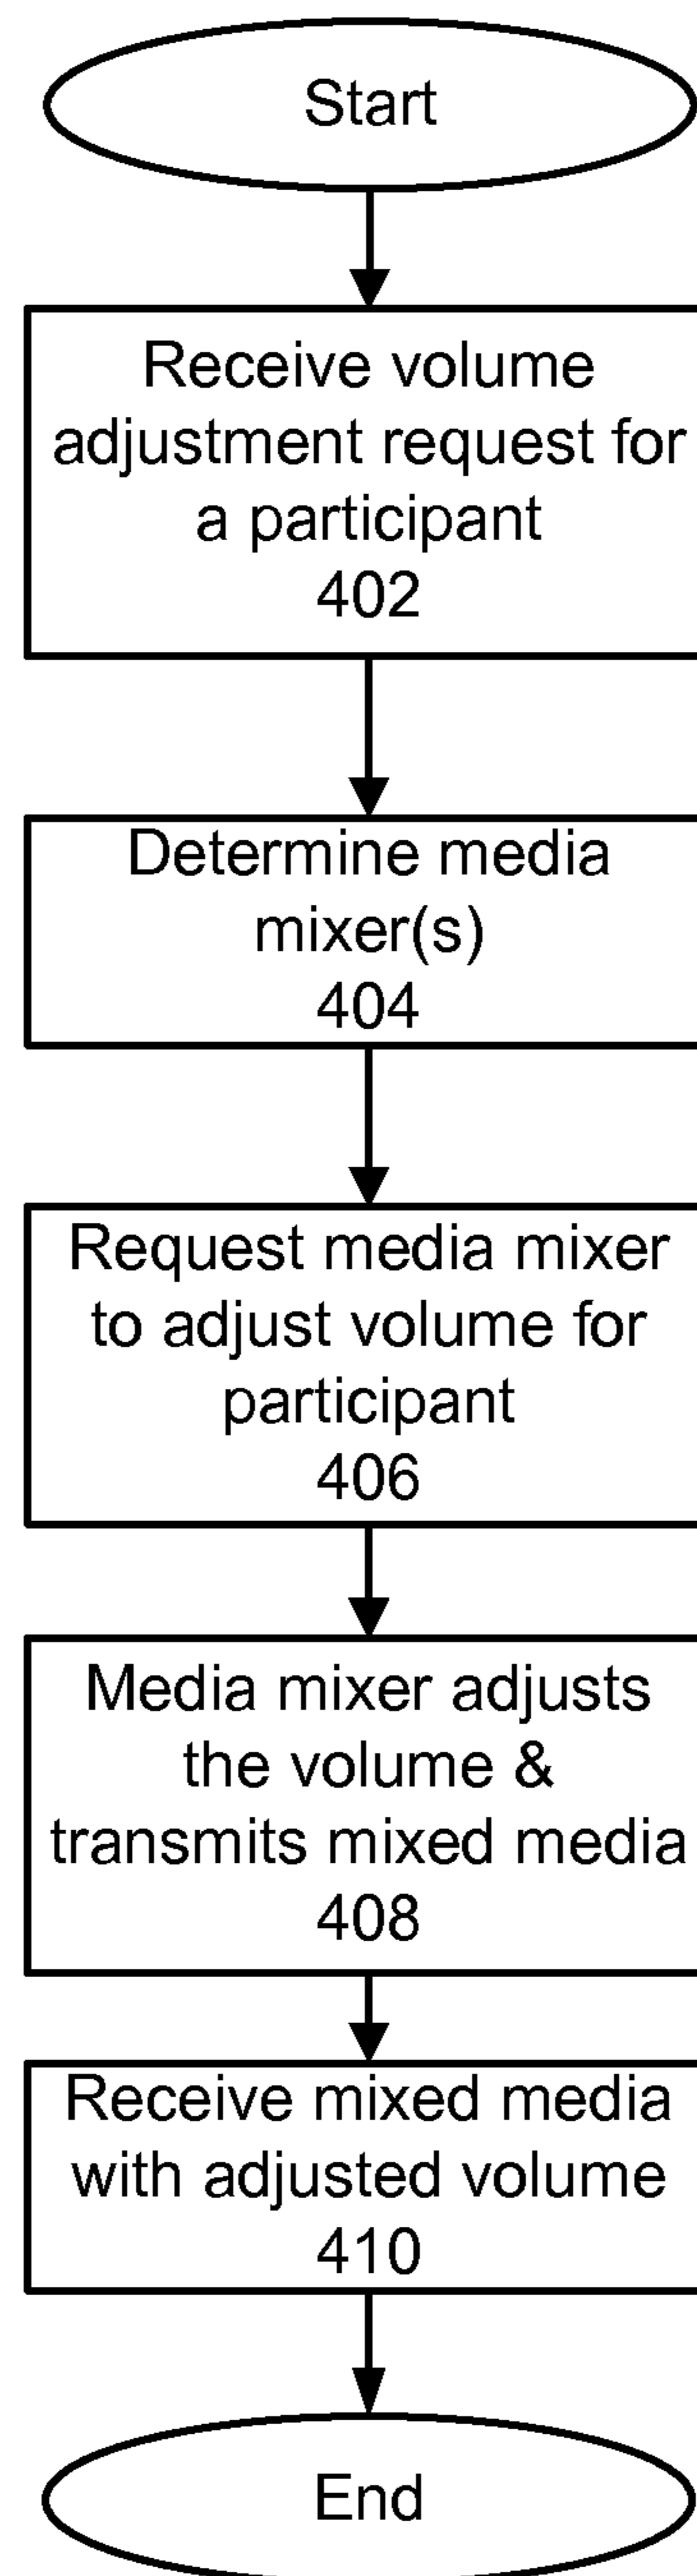 Start
Receive volume
adjustment request for
a participant
402
Determine media
mixer(s)
404
Request media mixer
to adjust volume for
participant
406
Media mixer adjusts
the volume &
transmits mixed media
408
Receive mixed media
with adjusted volume
410
End